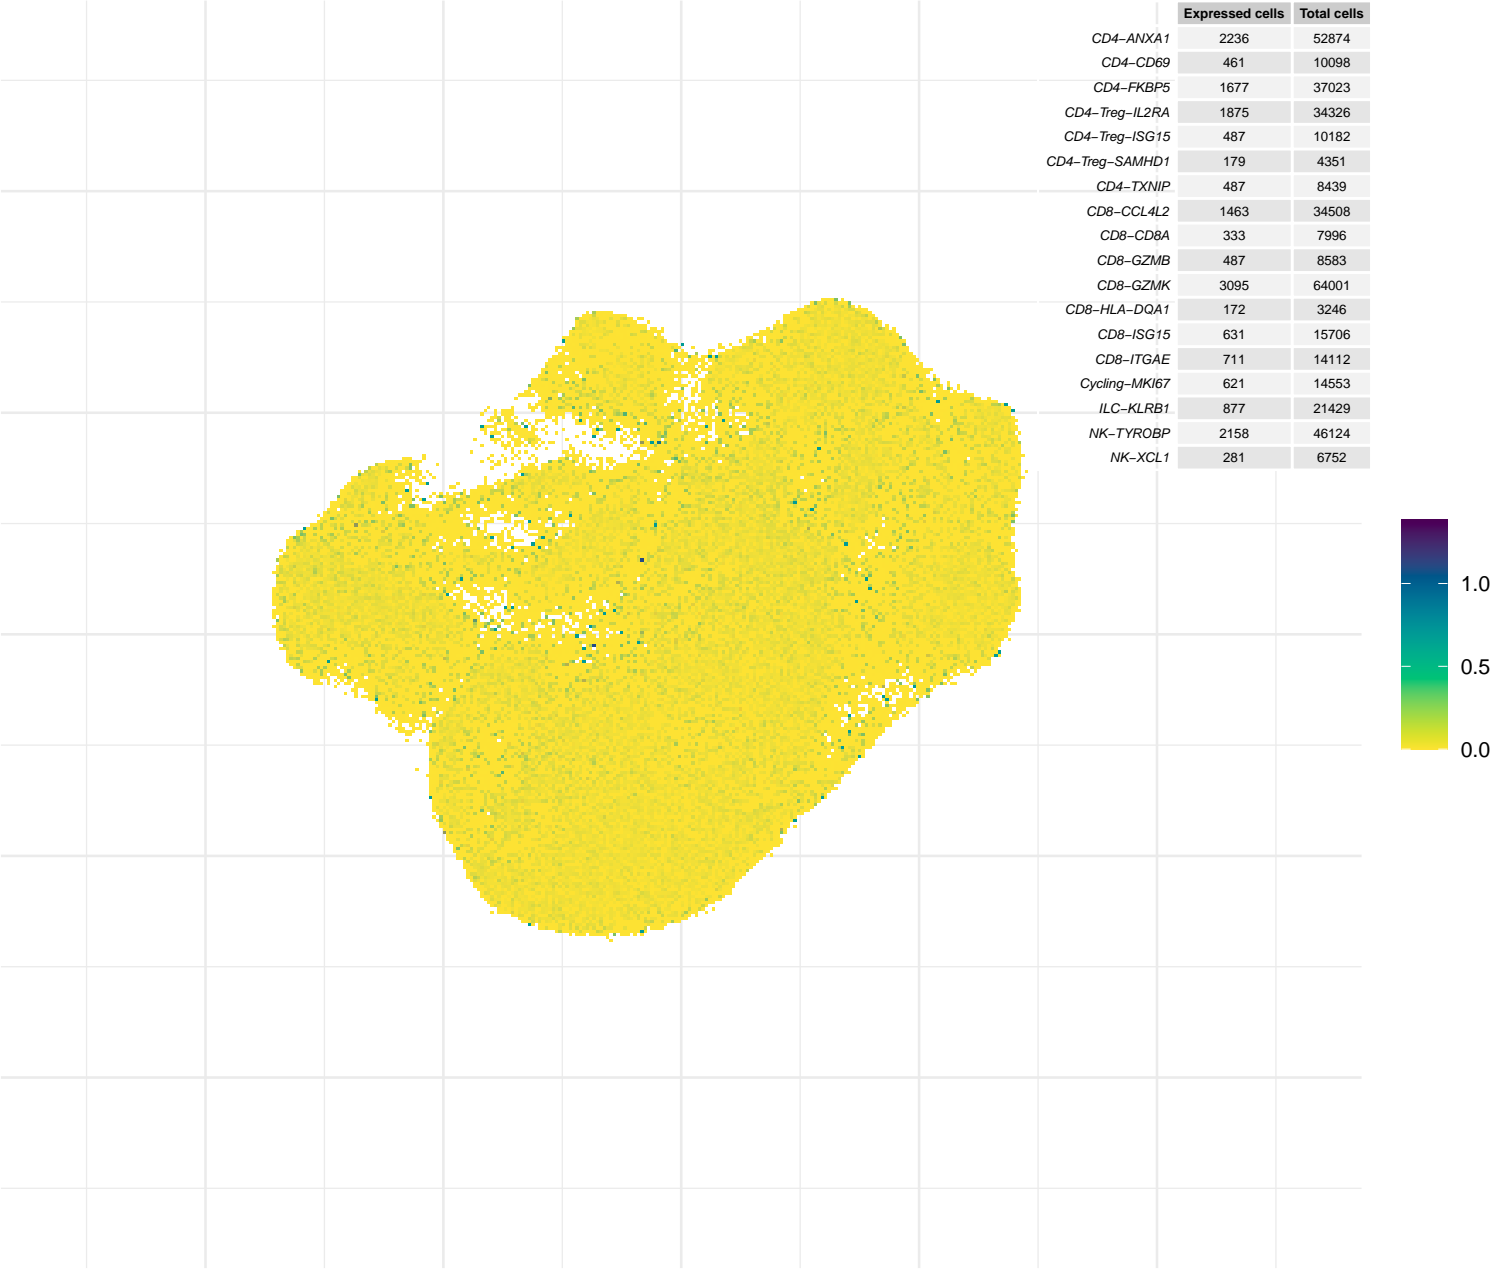 Expressed cells Total cells
CD4−ANXA1 2236 52874
CD4−CD69 461 10098
CD4−FKBP5 1677 37023
CD4−Treg−IL2RA 1875 34326
CD4−Treg−ISG15 487 10182
CD4−Treg−SAMHD1 179 4351
CD4−TXNIP 487 8439
CD8−CCL4L2 1463 34508
CD8−CD8A 333 7996
CD8−GZMB 487 8583
CD8−GZMK 3095 64001
CD8−HLA−DQA1 172 3246
CD8−ISG15 631 15706
CD8−ITGAE 711 14112
Cycling−MKI67 621 14553
ILC−KLRB1 877 21429
NK−TYROBP 2158 46124
NK−XCL1 281 6752
1.0
0.5
0.0